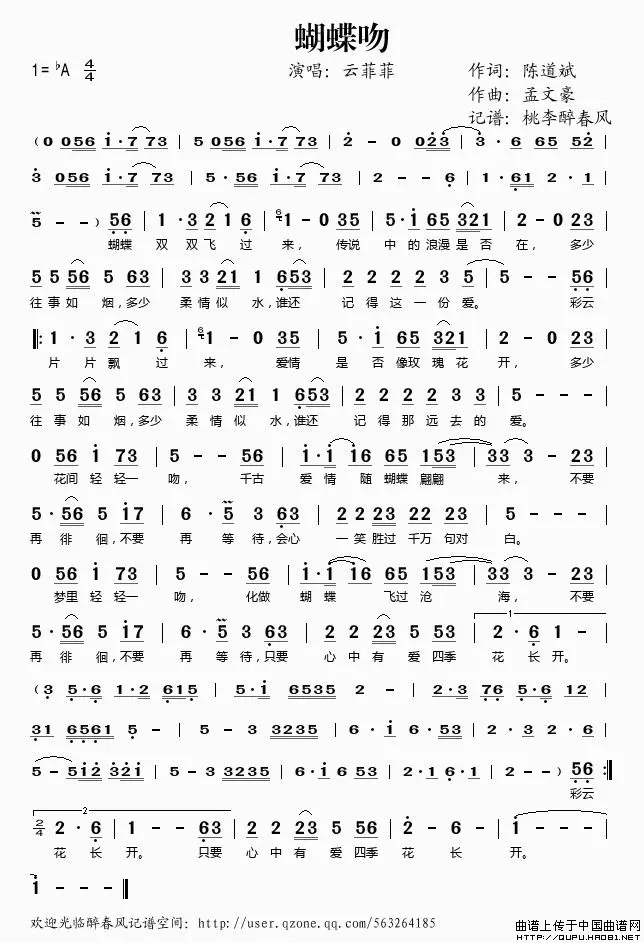 蝴蝶吻
1=♭A 4/4 演唱：云菲菲 作词：陈道斌
作曲：孟文豪
记谱：桃李醉春风
(0 056 i·7 73 | 5 056 i·7 73 | 2 - 0 023 | 3·6 65 52 |
3 056 i·7 73 | 5·56 i·7 73 | 2 - - 6 | 1·61 2·1 |
5 - - ) 56 | 1·3 2 1 6 | 6 1 - 0 35 | 5·i 65 321 | 2 - 0 23
蝴蝶 双 双飞 过 来， 传说 中 的 浪漫 是 否 在， 多少
5 5 56 5 63 | 3 3 21 1 653 | 2 2 2 2 3 5 | 5 - - 56
往 事 如 烟，多少 柔 情 似 水，谁还 记 得 这 一 份 爱。 彩云
‖: 1·3 2 1 6 | 6 1 - 0 35 | 5·i 65 321 | 2 - 0 23
片 片 飘 过 来， 爱情 是 否 像玫 瑰 花 开， 多少
5 5 56 5 63 | 3 3 21 1 653 | 2 2 2 2 3 3 | 5 - - -
往 事 如 烟，多少 柔 情 似 水，谁还 记 得 那 远 去 的 爱。
0 56 i 73 | 5 - - 56 | i·i i6 65 153 | 33 3 - 23
花间 轻 轻一 吻， 千古 爱 情 随 蝴蝶 翩翩 来， 不要
5·56 5 i7 | 6·5 3 63 | 2 2 23 22 23 | 5 - - -
再 徘 徊，不要 再 等 待，会心 一 笑 胜过 千万 句对 白。
0 56 i 73 | 5 - - 56 | i·i i6 65 153 | 33 3 - 23
梦里 轻 轻一 吻， 化做 蝴 蝶 飞过 沧 海， 不要
5·56 5 i7 | 6·5 3 63 | 2 2 23 5 53 | 1 2·6 1 -
再 徘 徊，不要 再 等 待，只要 心 中 有 爱 四季 花 长 开。
(3 5·6 1·2 615 | 5·i 6535 2 - | 2·3 76 5·6 12 |
31 6561 5 - | 5 - 3 3235 | 6·i 6·53 | 2·3 2·6 |
5 - 5i2 32i | 5 - 3 3235 | 6·i 6 53 | 2·1 6·1 | 2 - - ) 56 :‖
彩云
2
2/4 2·6 | 1 - - 63 | 2 2 23 5 56 | 2 - 6 - | i - - -
花 长 开。 只要 心 中 有 爱 四季 花 长 开。
i - - ‖
欢迎光临醉春风记谱空间：http://user.qzone.qq.com/563264185
曲谱上传于中国曲谱网
HTTP://QUPU.HAO81.NET